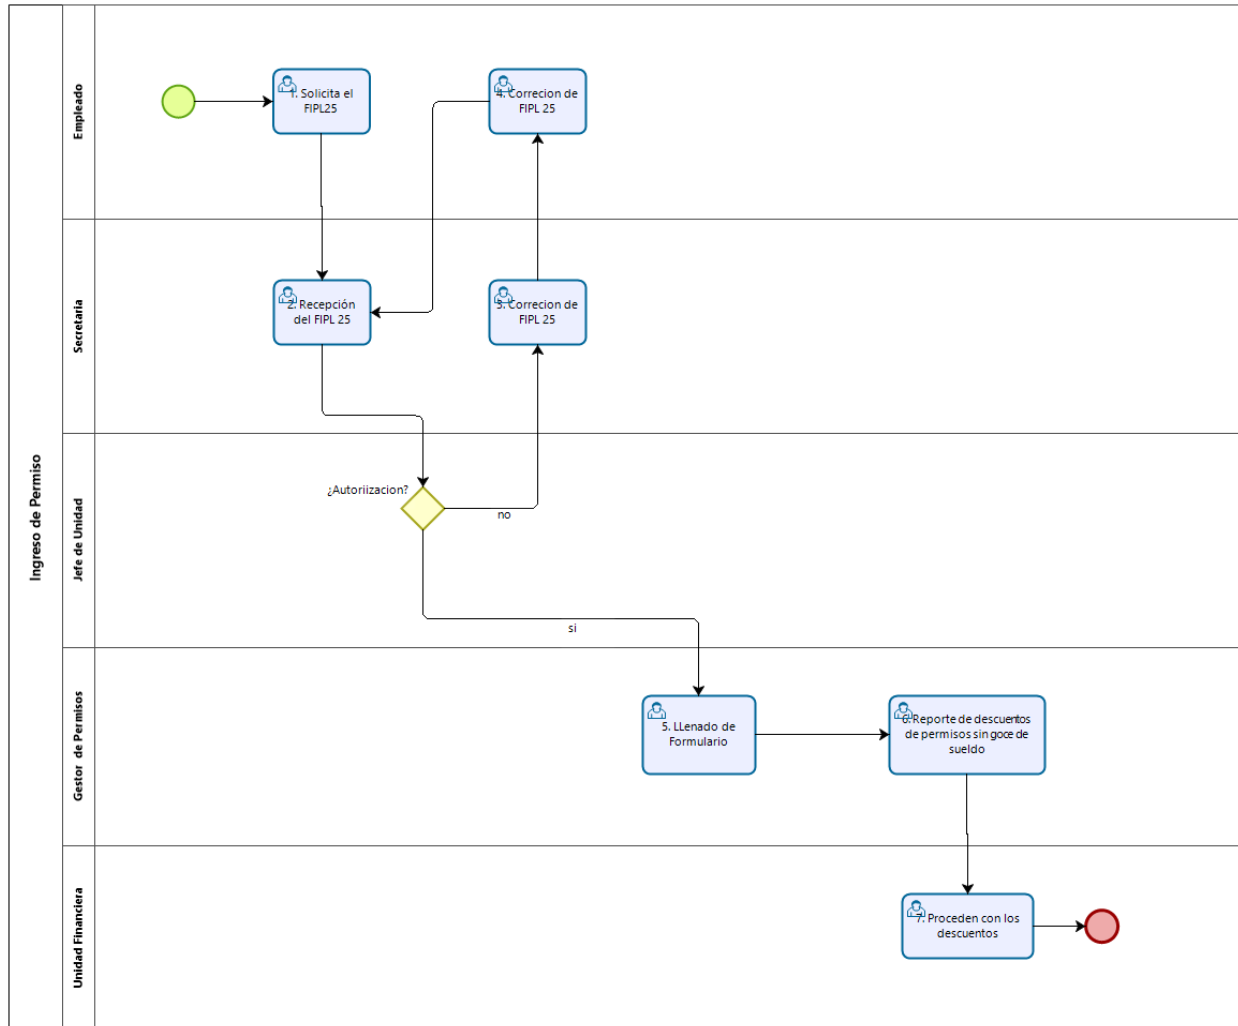 Ingreso de Permiso
Empleado
1. Solicita el
FIPL25
4. Correcion de
FIPL 25
Secretaria
2. Recepción
del FIPL 25
3. Correcion de
FIPL 25
Jefe de Unidad
¿Autoriizacion?
no
si
Gestor de Permisos
5. LLenado de
Formulario
6. Reporte de descuentos
de permisos sin goce de
sueldo
Unidad Financiera
7. Proceden con los
descuentos